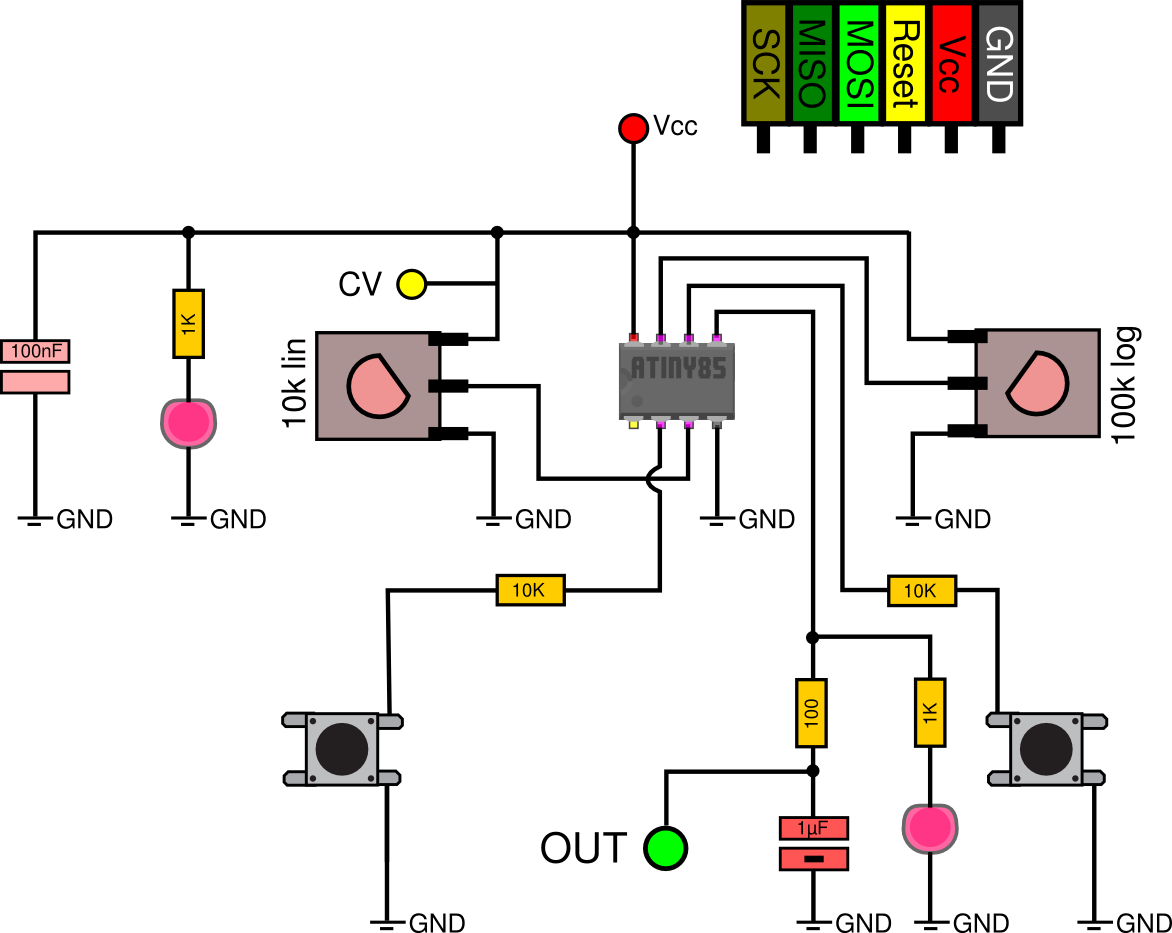 SCK
MISO
MOSI
Reset
Vcc
GND
Vcc
CV
1K
100nF
10k lin
ATINY85
100k log
GND
GND
GND
GND
GND
10K
10K
100
1K
OUT
1µF
GND
GND
GND
GND